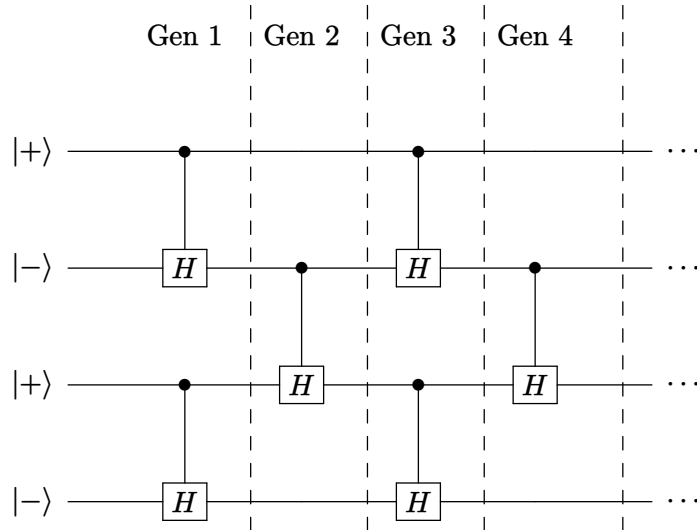 Gen 1 Gen 2 Gen 3 Gen 4
|+⟩ ···
|−⟩ H H ···
|+⟩ H H ···
|−⟩ H H ···